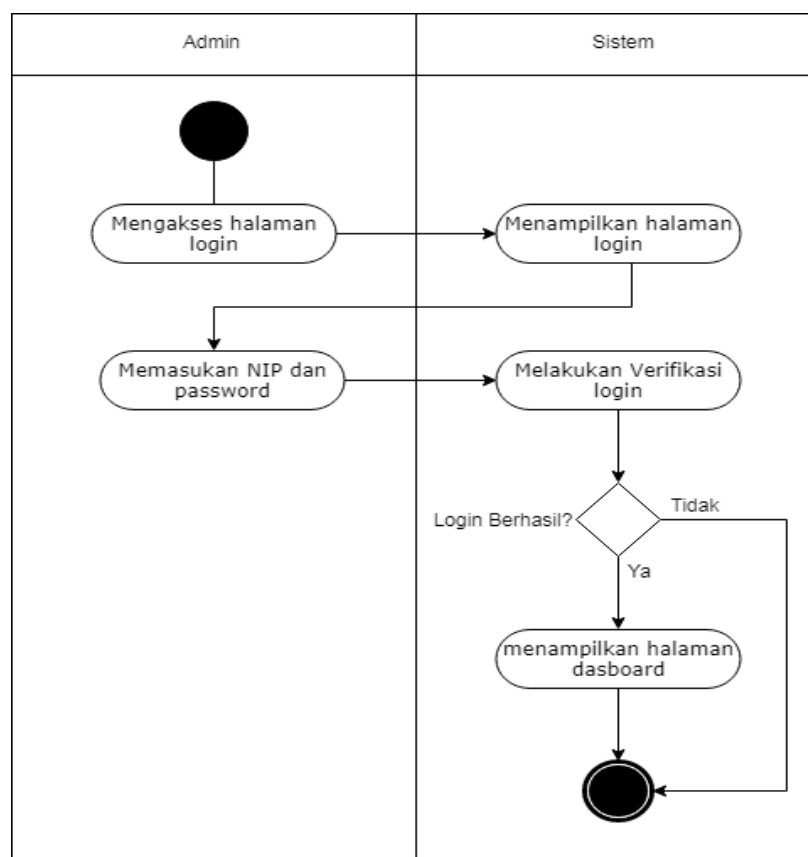 Admin
Sistem
Mengakses halaman
login
Menampilkan halaman
login
Memasukan NIP dan
password
Melakukan Verifikasi
login
Login Berhasil?
Tidak
Ya
menampilkan halaman
dasboard